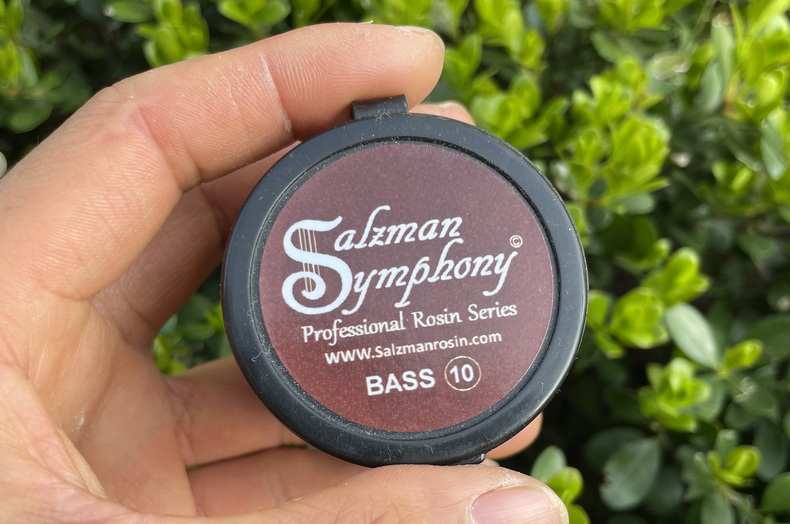 Salzman
Symphony©
Professional Rosin Series
www.Salzmanrosin.com
BASS 10